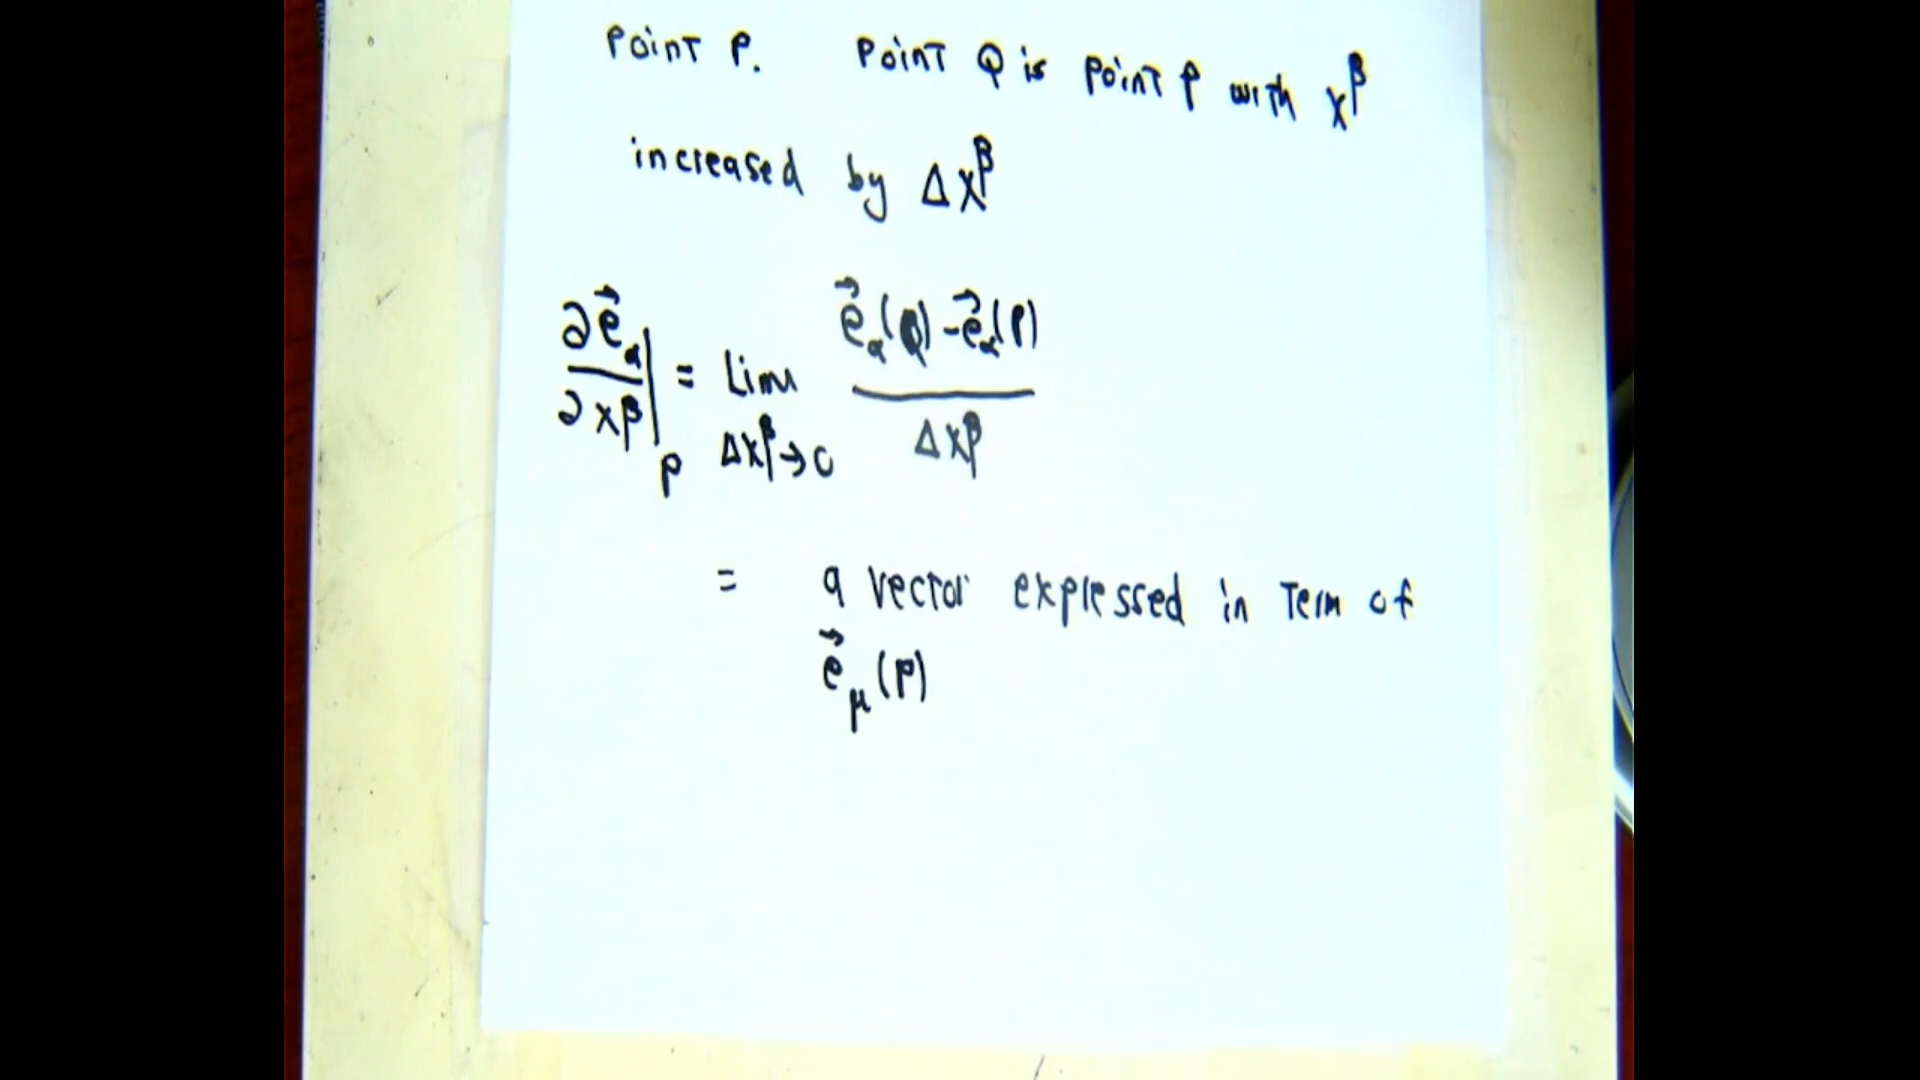 Point P. Point Q is point P with x^β
increased by Δx^β
∂e⃗_α/∂x^β |_P = Lim_{Δx^β→0} (e⃗_α(Q) - e⃗_α(P))/Δx^β
= a vector expressed in term of
e⃗_μ(P)